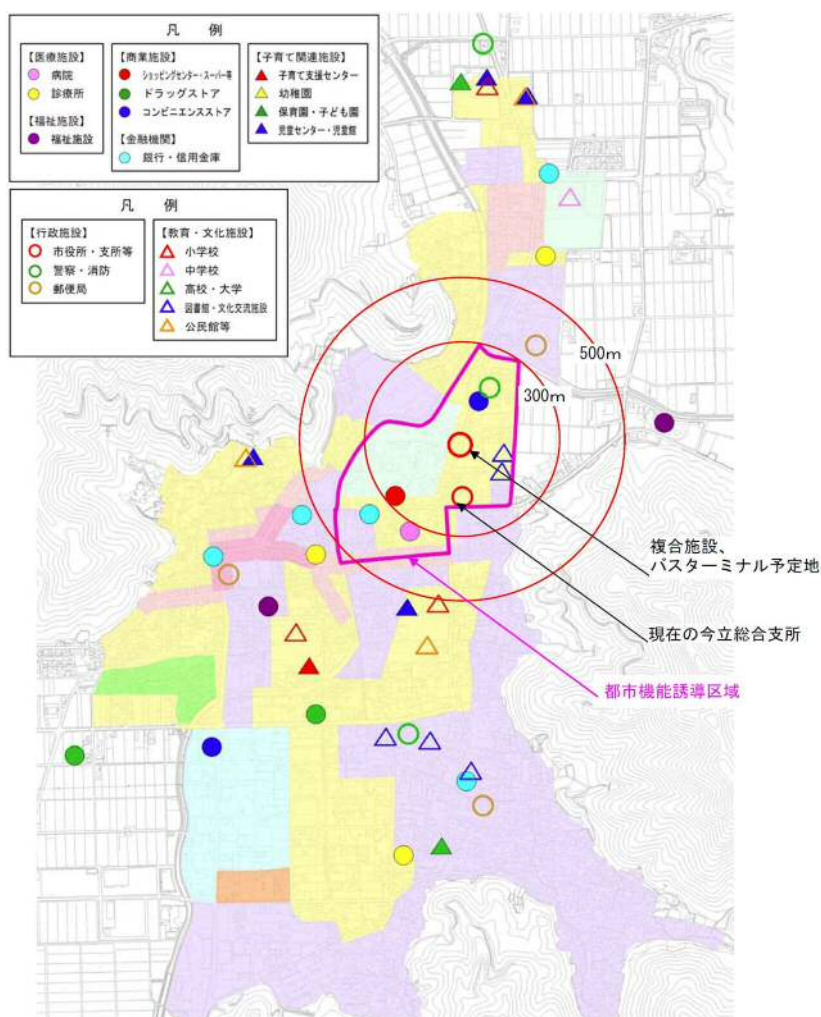 凡　例
【医療施設】
病院
診療所
【福祉施設】
福祉施設
【商業施設】
ショッピングセンター・スーパー等
ドラッグストア
コンビニエンスストア
【金融機関】
銀行・信用金庫
【子育て関連施設】
子育て支援センター
幼稚園
保育園・子ども園
児童センター・児童館
凡　例
【行政施設】
市役所・支所等
警察・消防
郵便局
【教育・文化施設】
小学校
中学校
高校・大学
図書館・文化交流施設
公民館等
500m
300m
複合施設、
バスターミナル予定地
現在の今立総合支所
都市機能誘導区域